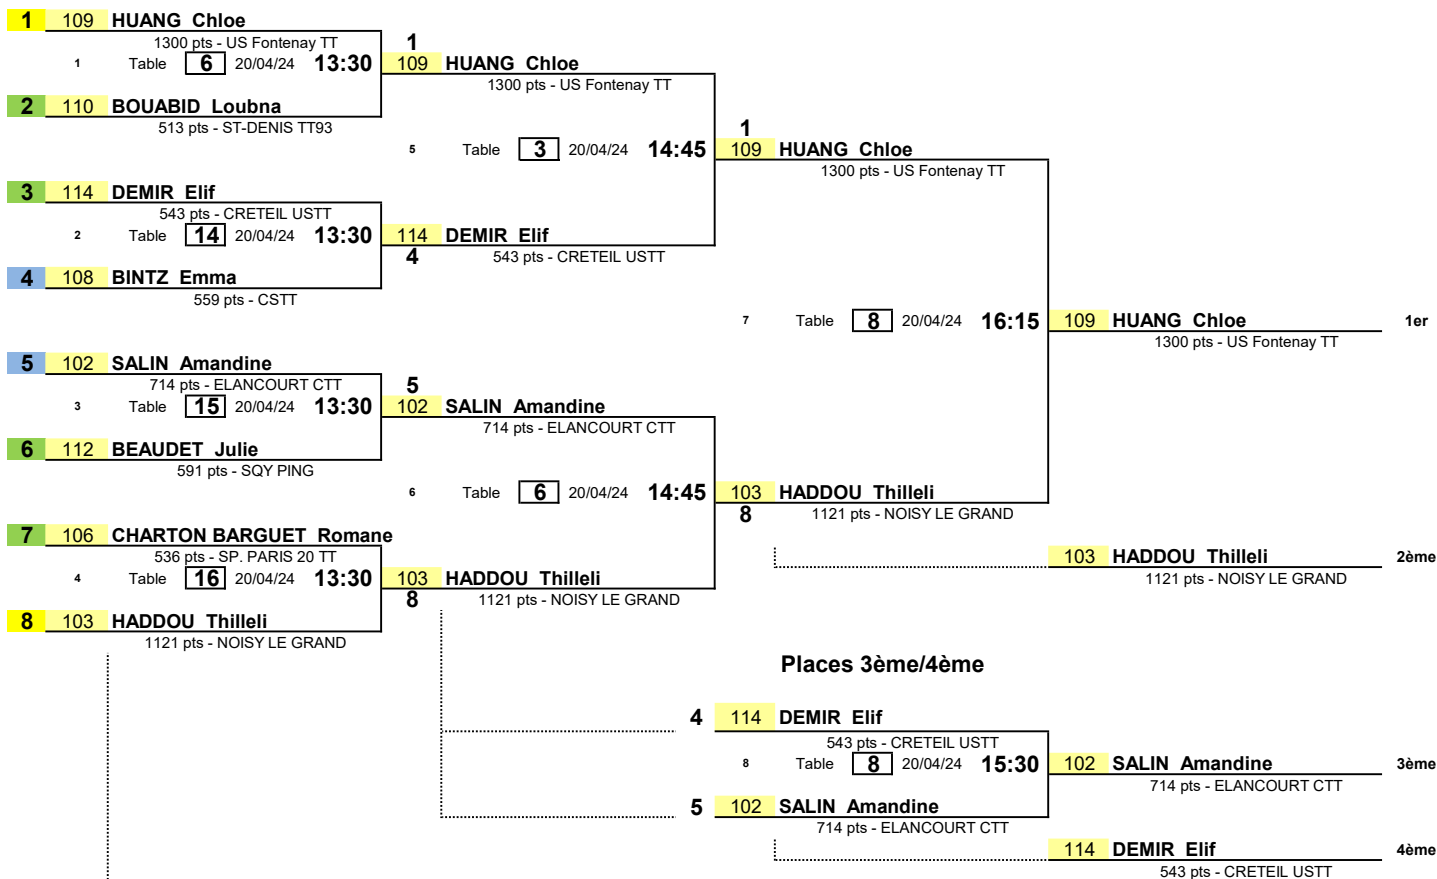 1 109 HUANG Chloe
1300 pts - US Fontenay TT
1 Table 6 20/04/24 13:30
2 110 BOUABID Loubna
513 pts - ST-DENIS TT93
3 114 DEMIR Elif
543 pts - CRETEIL USTT
2 Table 14 20/04/24 13:30
4 108 BINTZ Emma
559 pts - CSTT
5 102 SALIN Amandine
714 pts - ELANCOURT CTT
3 Table 15 20/04/24 13:30
6 112 BEAUDET Julie
591 pts - SQY PING
7 106 CHARTON BARGUET Romane
536 pts - SP. PARIS 20 TT
4 Table 16 20/04/24 13:30
8 103 HADDOU Thilleli
1121 pts - NOISY LE GRAND
1
109 HUANG Chloe
1300 pts - US Fontenay TT
5 Table 3 20/04/24 14:45
114 DEMIR Elif
4
543 pts - CRETEIL USTT
5
102 SALIN Amandine
714 pts - ELANCOURT CTT
6 Table 6 20/04/24 14:45
103 HADDOU Thilleli
8
1121 pts - NOISY LE GRAND
1
109 HUANG Chloe
1300 pts - US Fontenay TT
7 Table 8 20/04/24 16:15
103 HADDOU Thilleli
8
1121 pts - NOISY LE GRAND
109 HUANG Chloe 1er
1300 pts - US Fontenay TT
103 HADDOU Thilleli 2ème
1121 pts - NOISY LE GRAND
Places 3ème/4ème
4 114 DEMIR Elif
543 pts - CRETEIL USTT
8 Table 8 20/04/24 15:30
5 102 SALIN Amandine
714 pts - ELANCOURT CTT
102 SALIN Amandine 3ème
714 pts - ELANCOURT CTT
114 DEMIR Elif 4ème
543 pts - CRETEIL USTT